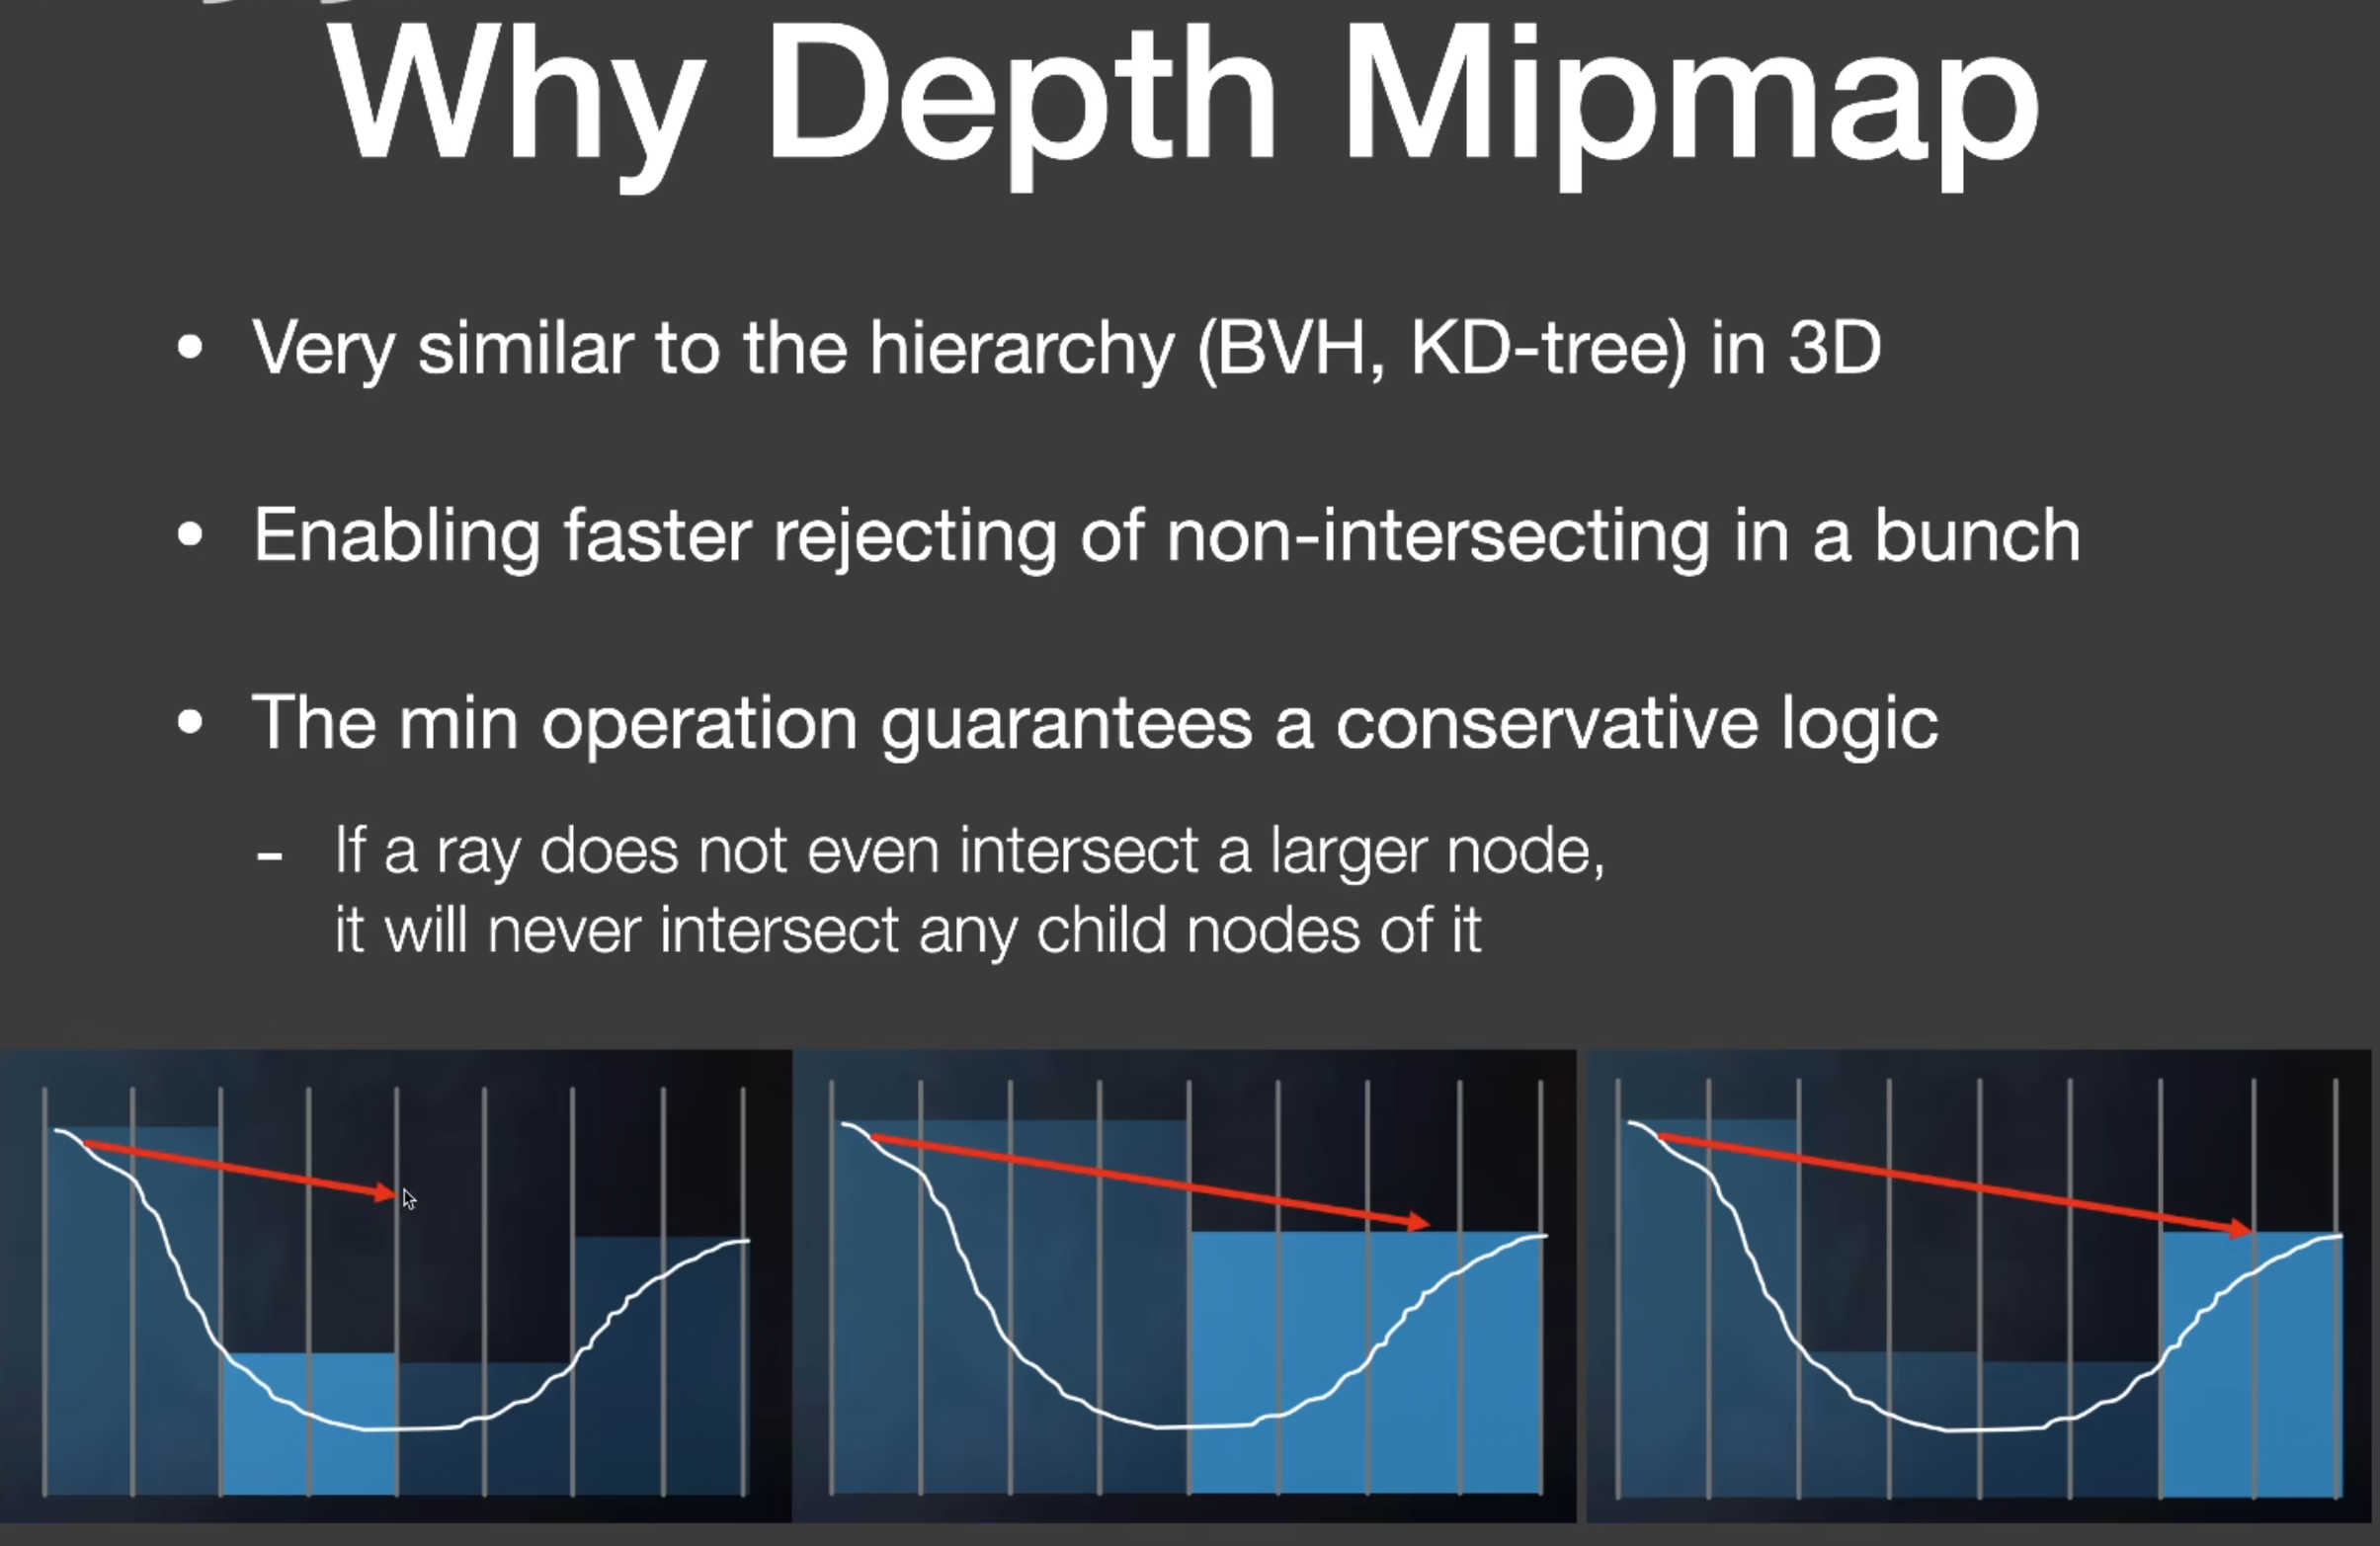 Why Depth Mipmap
• Very similar to the hierarchy (BVH, KD-tree) in 3D
• Enabling faster rejecting of non-intersecting in a bunch
• The min operation guarantees a conservative logic
- If a ray does not even intersect a larger node,
it will never intersect any child nodes of it